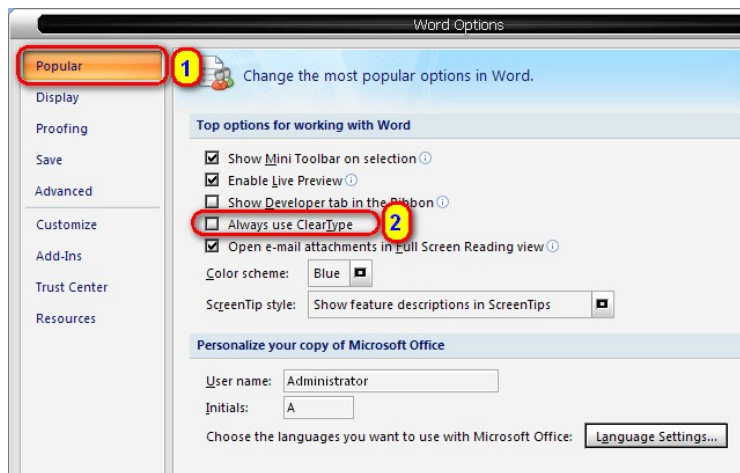 Word Options
Popular
Display
Proofing
Save
Advanced
Customize
Add-Ins
Trust Center
Resources
1
Change the most popular options in Word.
Top options for working with Word
Show Mini Toolbar on selection
Enable Live Preview
Show Developer tab in the Ribbon
Always use ClearType 2
Open e-mail attachments in Full Screen Reading view
Color scheme: Blue
ScreenTip style: Show feature descriptions in ScreenTips
Personalize your copy of Microsoft Office
User name: Administrator
Initials: A
Choose the languages you want to use with Microsoft Office: Language Settings...